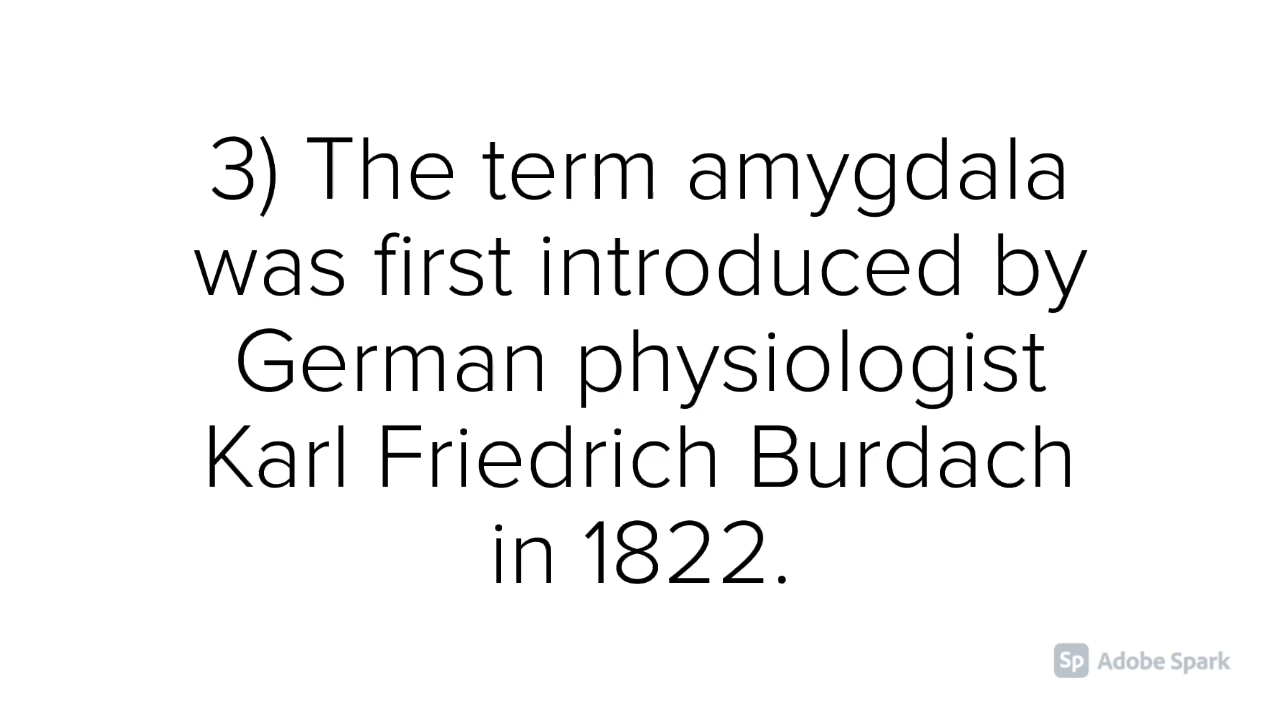 3) The term amygdala
was first introduced by
German physiologist
Karl Friedrich Burdach
in 1822.
Sp Adobe Spark